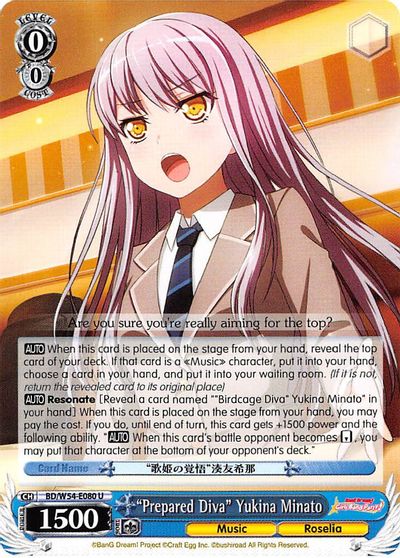 LEVEL
0
0
COST
Are you sure you're really aiming for the top?
AUTO When this card is placed on the stage from your hand, reveal the
top of your deck. If that card is a «Music» character, put it into your hand,
choose a card in your hand, and put it into your waiting room. (If it is not,
return the revealed card to its original place)
AUTO Resonate [Reveal a card named ""Birdcage Diva" Yukina Minato" in
your hand] When this card is placed on the stage from your hand, you may pay
the cost. If you do, until end of turn, this card gets +1500 power and the
following ability. "AUTO When this card's battle opponent becomes, you
may put that character at the bottom of your opponent's deck."
Card Name
"歌姫の覚悟"湊友希那
CH BD/W54-E080 U
"Prepared Diva" Yukina Minato
POWER
1500
Music
Roselia
©BanG Dream! Project ©Craft Egg Inc. ©bushiroad All Rights Reserved.